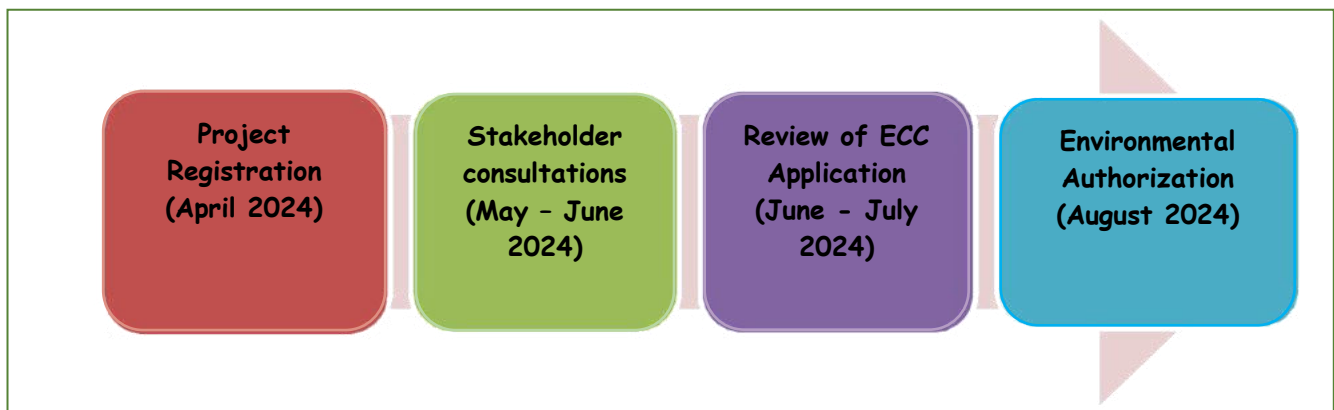 Project
Registration
(April 2024)
Stakeholder
consultations
(May – June
2024)
Review of ECC
Application
(June - July
2024)
Environmental
Authorization
(August 2024)